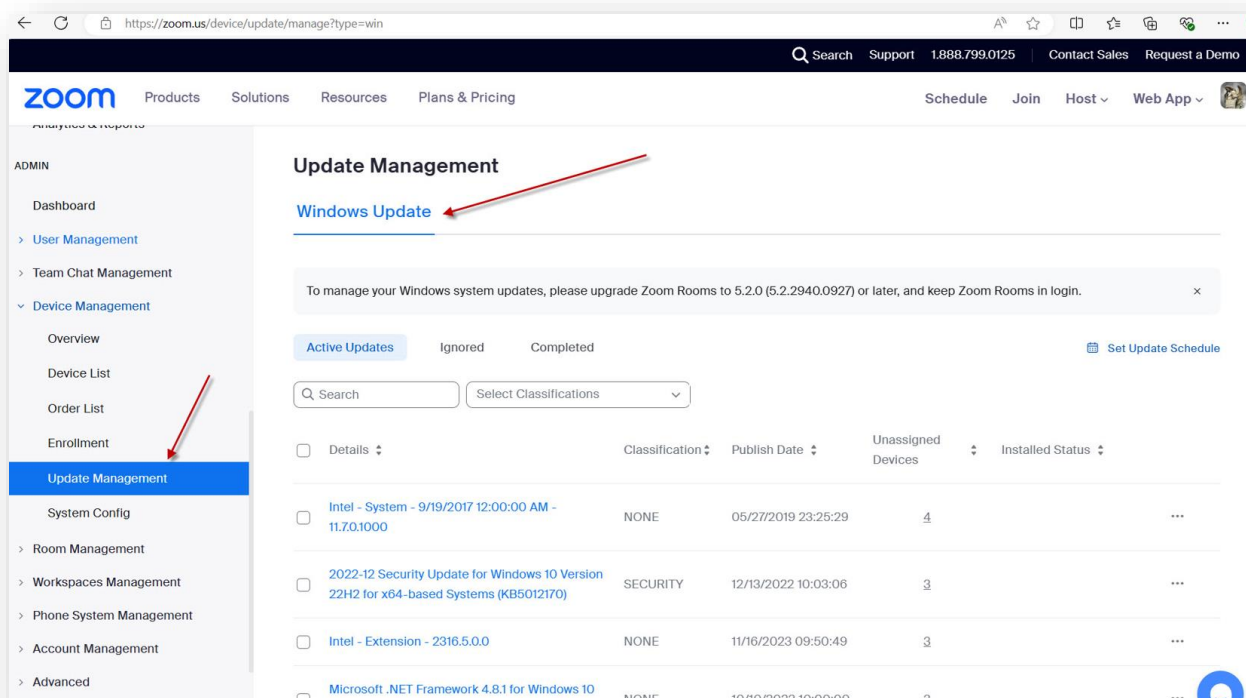 https://zoom.us/device/update/manage?type=win
Search Support 1.888.799.0125 Contact Sales Request a Demo
zoom Products Solutions Resources Plans & Pricing Schedule Join Host Web App
Analytics & Reports
ADMIN
Dashboard
User Management
Team Chat Management
Device Management
Overview
Device List
Order List
Enrollment
Update Management
System Config
Room Management
Workspaces Management
Phone System Management
Account Management
Advanced
Update Management
Windows Update
To manage your Windows system updates, please upgrade Zoom Rooms to 5.2.0 (5.2.2940.0927) or later, and keep Zoom Rooms in login.
Active Updates Ignored Completed Set Update Schedule
Search Select Classifications
Details Classification Publish Date Unassigned Devices Installed Status
Intel - System - 9/19/2017 12:00:00 AM -
11.7.0.1000
NONE 05/27/2019 23:25:29 4
2022-12 Security Update for Windows 10 Version
22H2 for x64-based Systems (KB5012170)
SECURITY 12/13/2022 10:03:06 3
Intel - Extension - 2316.5.0.0 NONE 11/16/2023 09:50:49 3
Microsoft .NET Framework 4.8.1 for Windows 10
NONE